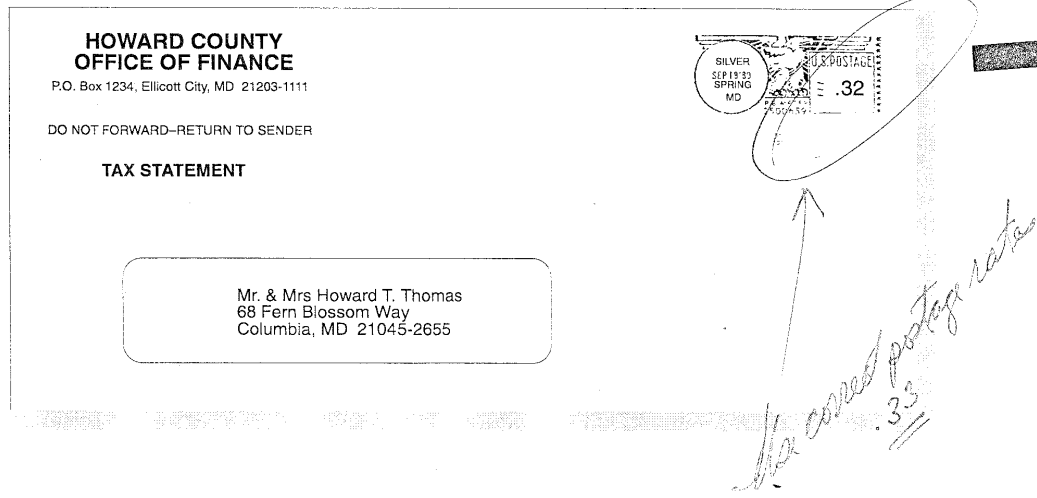 HOWARD COUNTY
OFFICE OF FINANCE
P.O. Box 1234, Ellicott City, MD 21203-1111
DO NOT FORWARD–RETURN TO SENDER
TAX STATEMENT
SILVER
SEP 19
SPRING
MD
U.S. POSTAGE
.32
Mr. & Mrs Howard T. Thomas
68 Fern Blossom Way
Columbia, MD 21045-2655
Use correct postage rates
.33